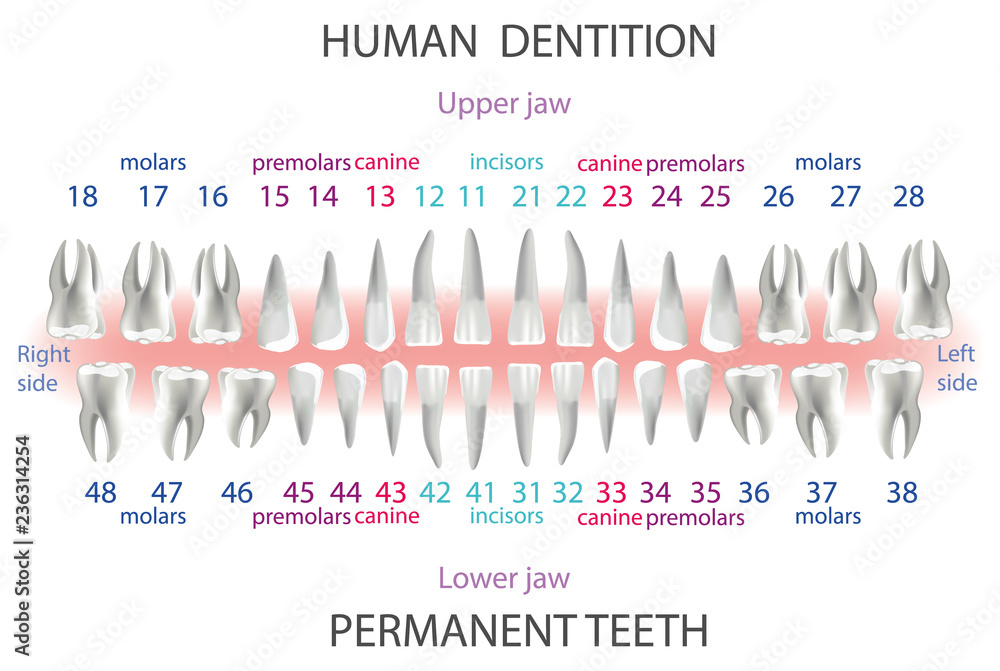 HUMAN DENTITION
Upper jaw
molars premolars canine incisors canine premolars molars
18 17 16 15 14 13 12 11 21 22 23 24 25 26 27 28
Right side
Left side
48 47 46 45 44 43 42 41 31 32 33 34 35 36 37 38
molars premolars canine incisors canine premolars molars
Lower jaw
PERMANENT TEETH
Adobe Stock | #236314254